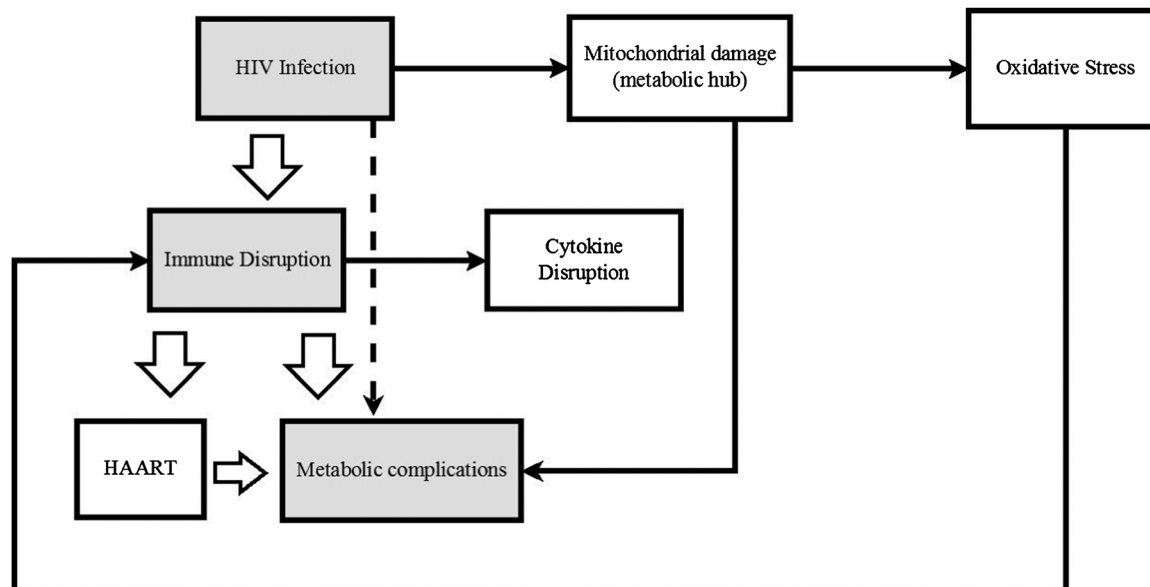 HIV Infection
Mitochondrial damage
(metabolic hub)
Oxidative Stress
Immune Disruption
Cytokine
Disruption
HAART
Metabolic complications